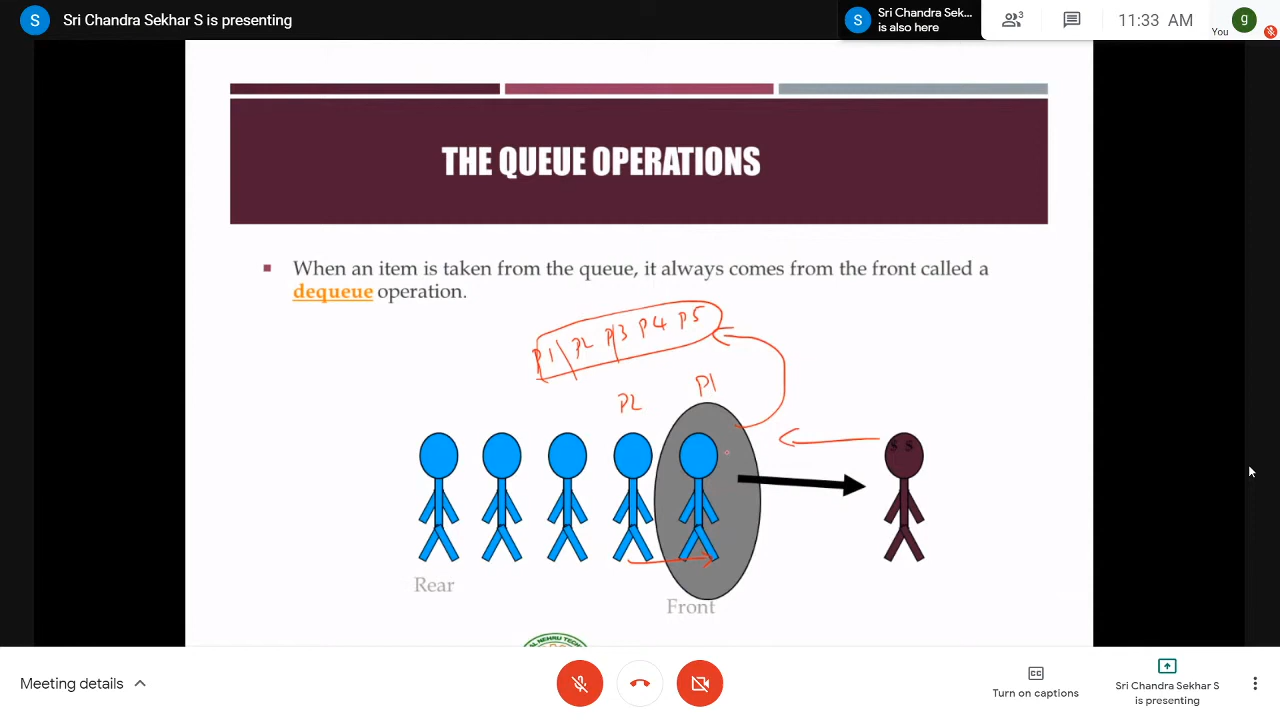 S Sri Chandra Sekhar S is presenting
S Sri Chandra Sek...
is also here
3
11:33 AM
You g
THE QUEUE OPERATIONS
When an item is taken from the queue, it always comes from the front called a
dequeue operation.
P1 P2 P3 P4 P5
P2 P1
$ $
Rear
Front
Meeting details
CC
Turn on captions
Sri Chandra Sekhar S
is presenting